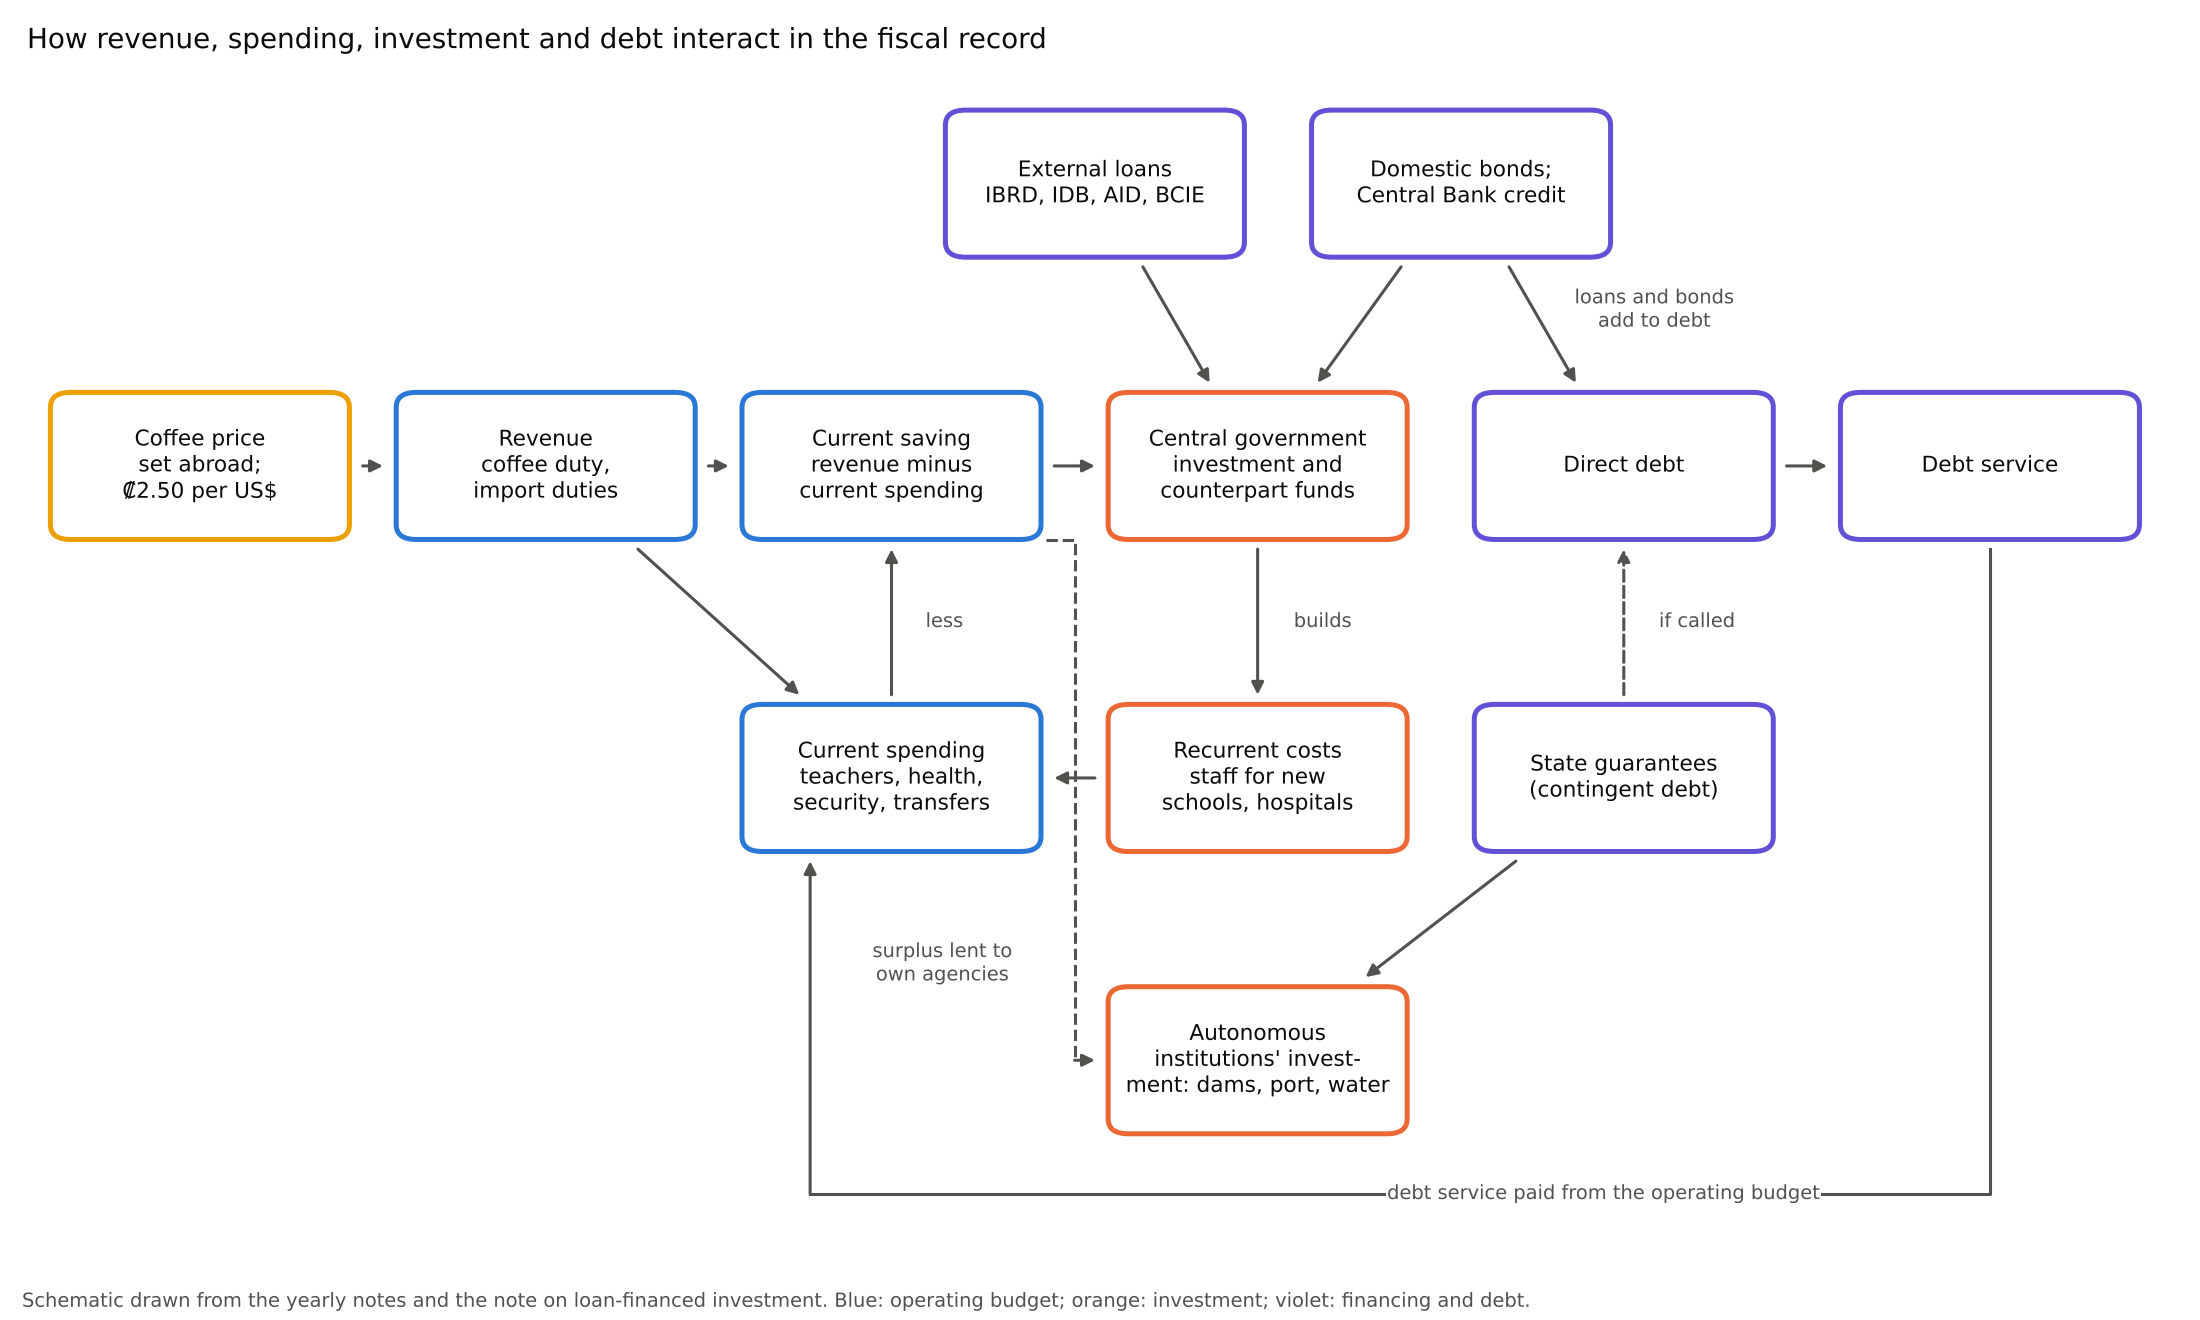 How revenue, spending, investment and debt interact in the fiscal record
External loans
IBRD, IDB, AID, BCIE
Domestic bonds;
Central Bank credit
loans and bonds
add to debt
Coffee price
set abroad;
₡2.50 per US$
Revenue
coffee duty,
import duties
Current saving
revenue minus
current spending
Central government
investment and
counterpart funds
Direct debt
Debt service
less
builds
if called
Current spending
teachers, health,
security, transfers
Recurrent costs
staff for new
schools, hospitals
State guarantees
(contingent debt)
surplus lent to
own agencies
Autonomous
institutions' invest-
ment: dams, port, water
debt service paid from the operating budget
Schematic drawn from the yearly notes and the note on loan-financed investment. Blue: operating budget; orange: investment; violet: financing and debt.